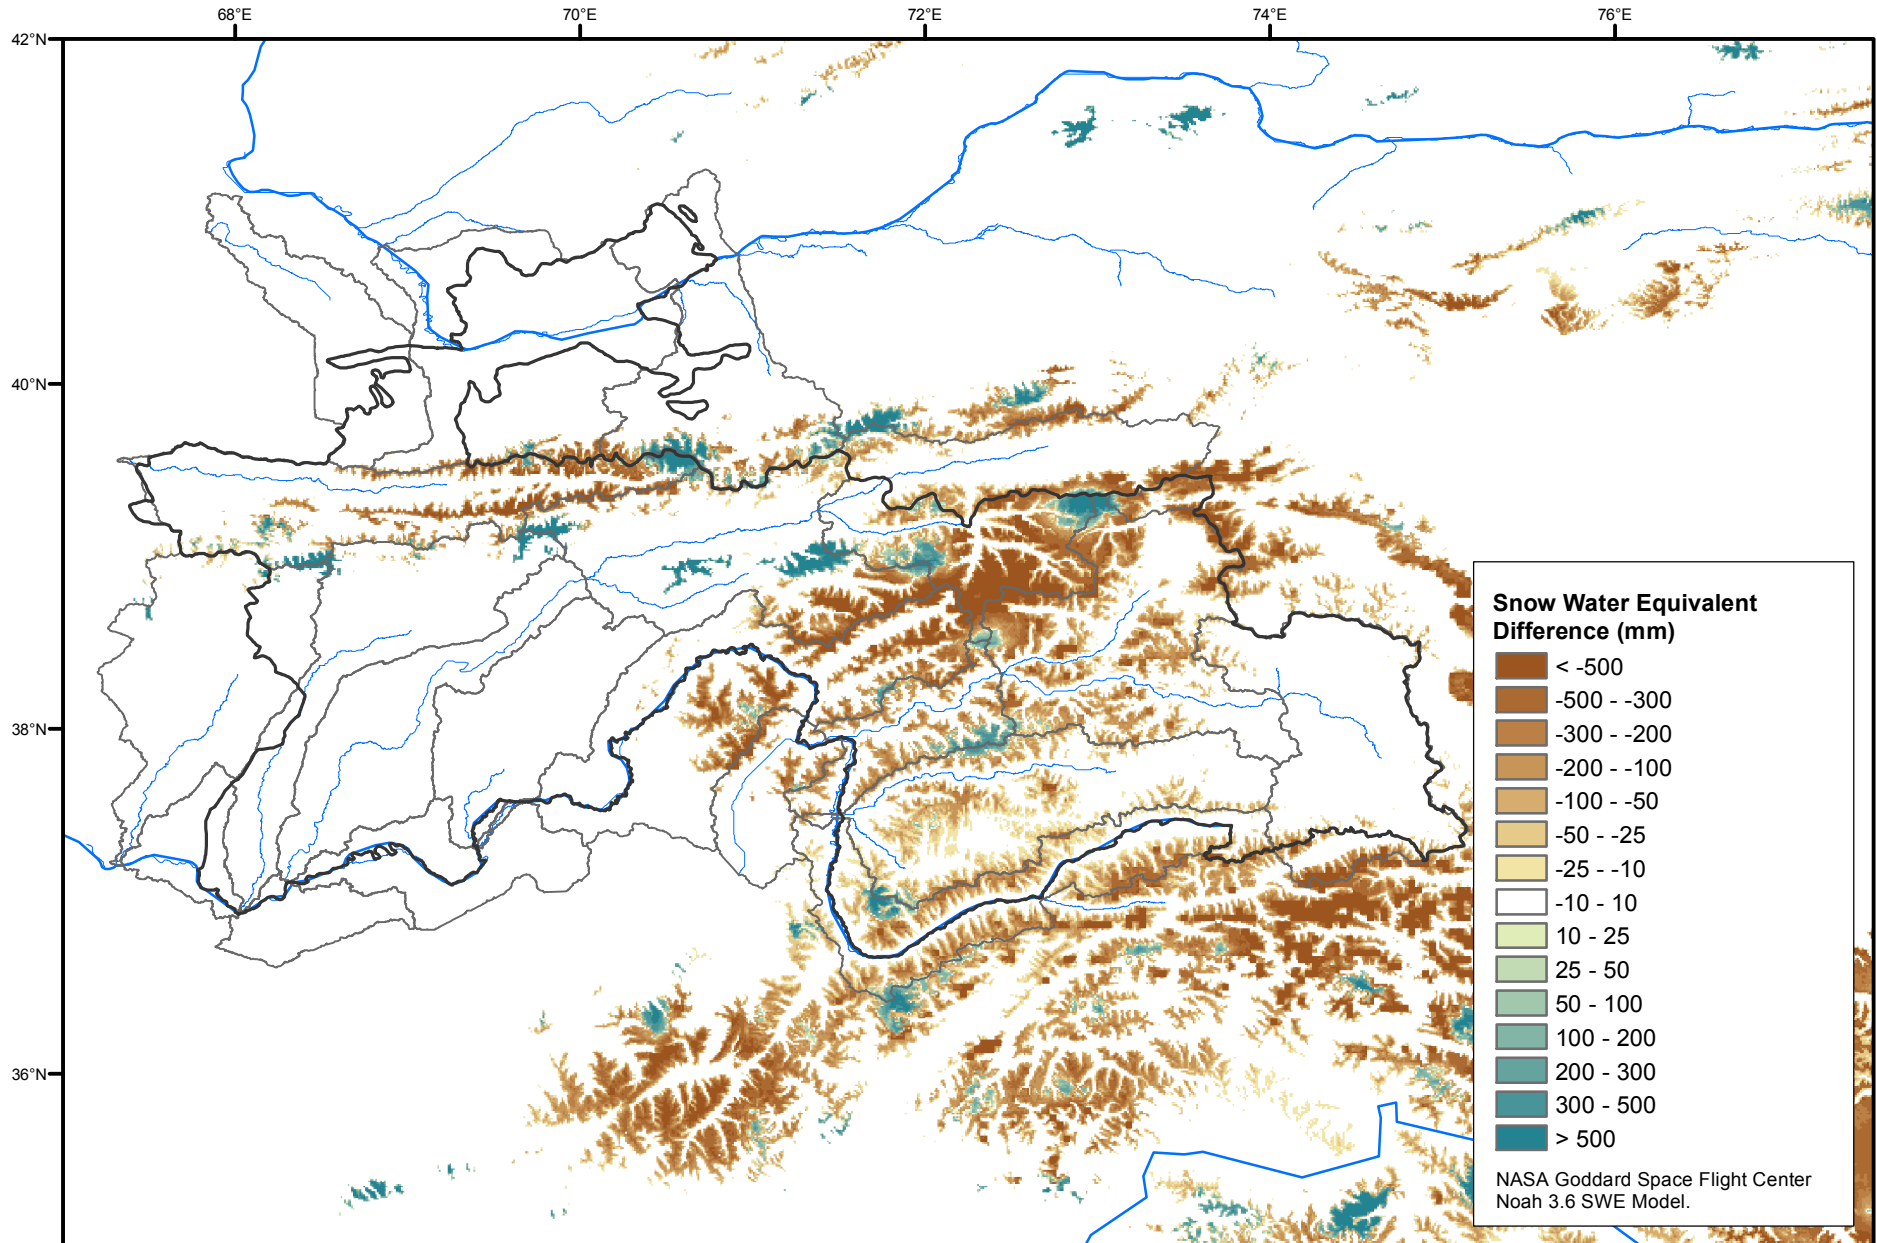 68°E
70°E
72°E
74°E
76°E
42°N
40°N
38°N
36°N
Snow Water Equivalent
Difference (mm)
< -500
-500 - -300
-300 - -200
-200 - -100
-100 - -50
-50 - -25
-25 - -10
-10 - 10
10 - 25
25 - 50
50 - 100
100 - 200
200 - 300
300 - 500
> 500
NASA Goddard Space Flight Center
Noah 3.6 SWE Model.